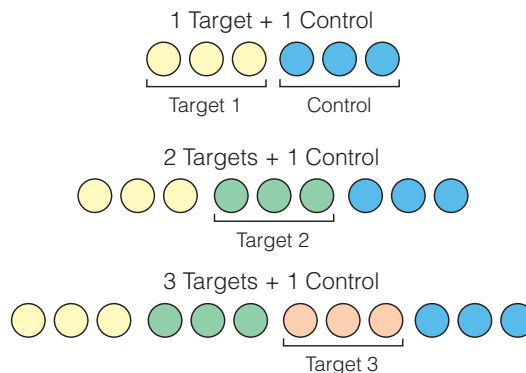 1 Target + 1 Control
Target 1 Control
2 Targets + 1 Control
Target 2
3 Targets + 1 Control
Target 3